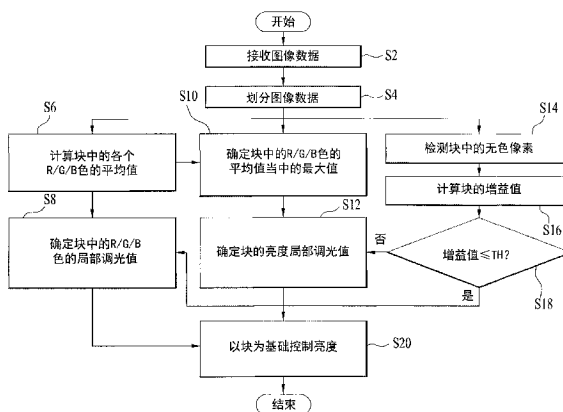 开始
接收图像数据
S2
划分图像数据
S4
S6
计算块中的各个
R/G/B色的平均值
S10
确定块中的R/G/B色的
平均值当中的最大值
S14
检测块中的无色像素
计算块的增益值
S16
S8
确定块中的R/G/B
色的局部调光值
S12
确定块的亮度局部调光值
否
增益值≤TH?
S18
是
以块为基础控制亮度
S20
结束